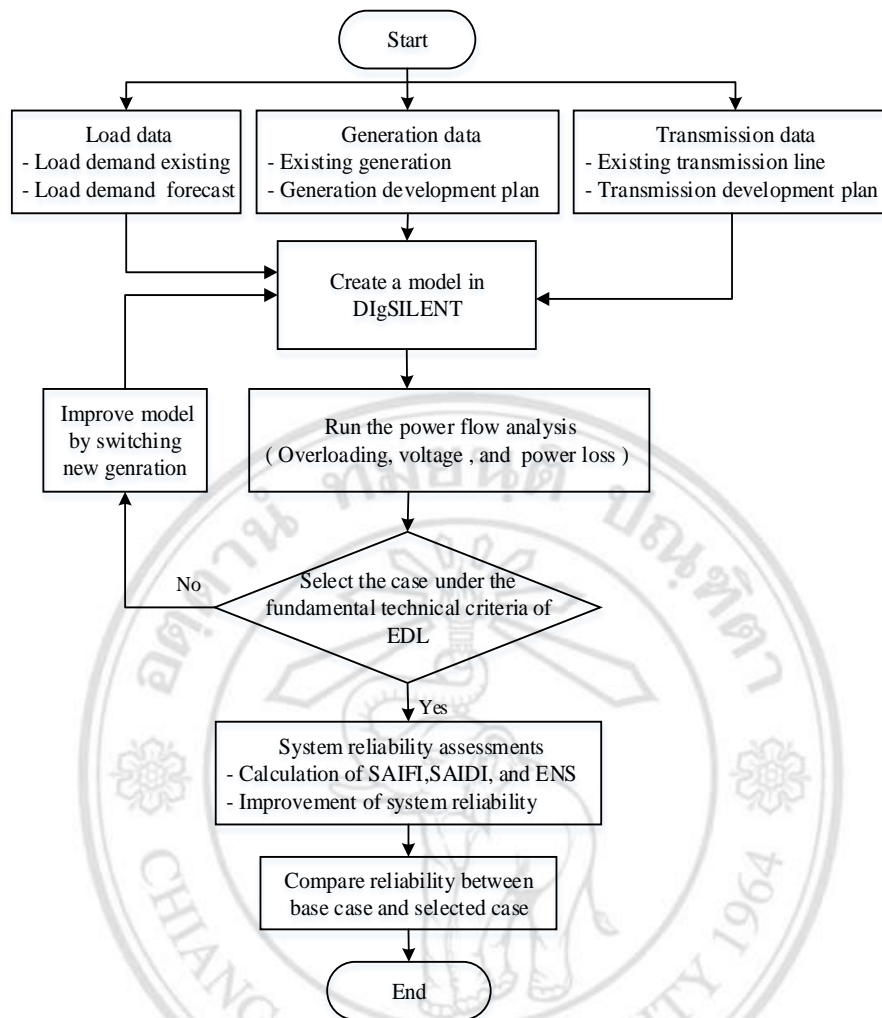 Start
Load data
- Load demand existing
- Load demand forecast
Generation data
- Existing generation
- Generation development plan
Transmission data
- Existing transmission line
- Transmission development plan
Create a model in
DIgSILENT
Improve model
by switching
new genration
Run the power flow analysis
( Overloading, voltage , and power loss )
No
Select the case under the
fundamental technical criteria of
EDL
Yes
System reliability assessments
- Calculation of SAIFI,SAIDI, and ENS
- Improvement of system reliability
Compare reliability between
base case and selected case
End
1964